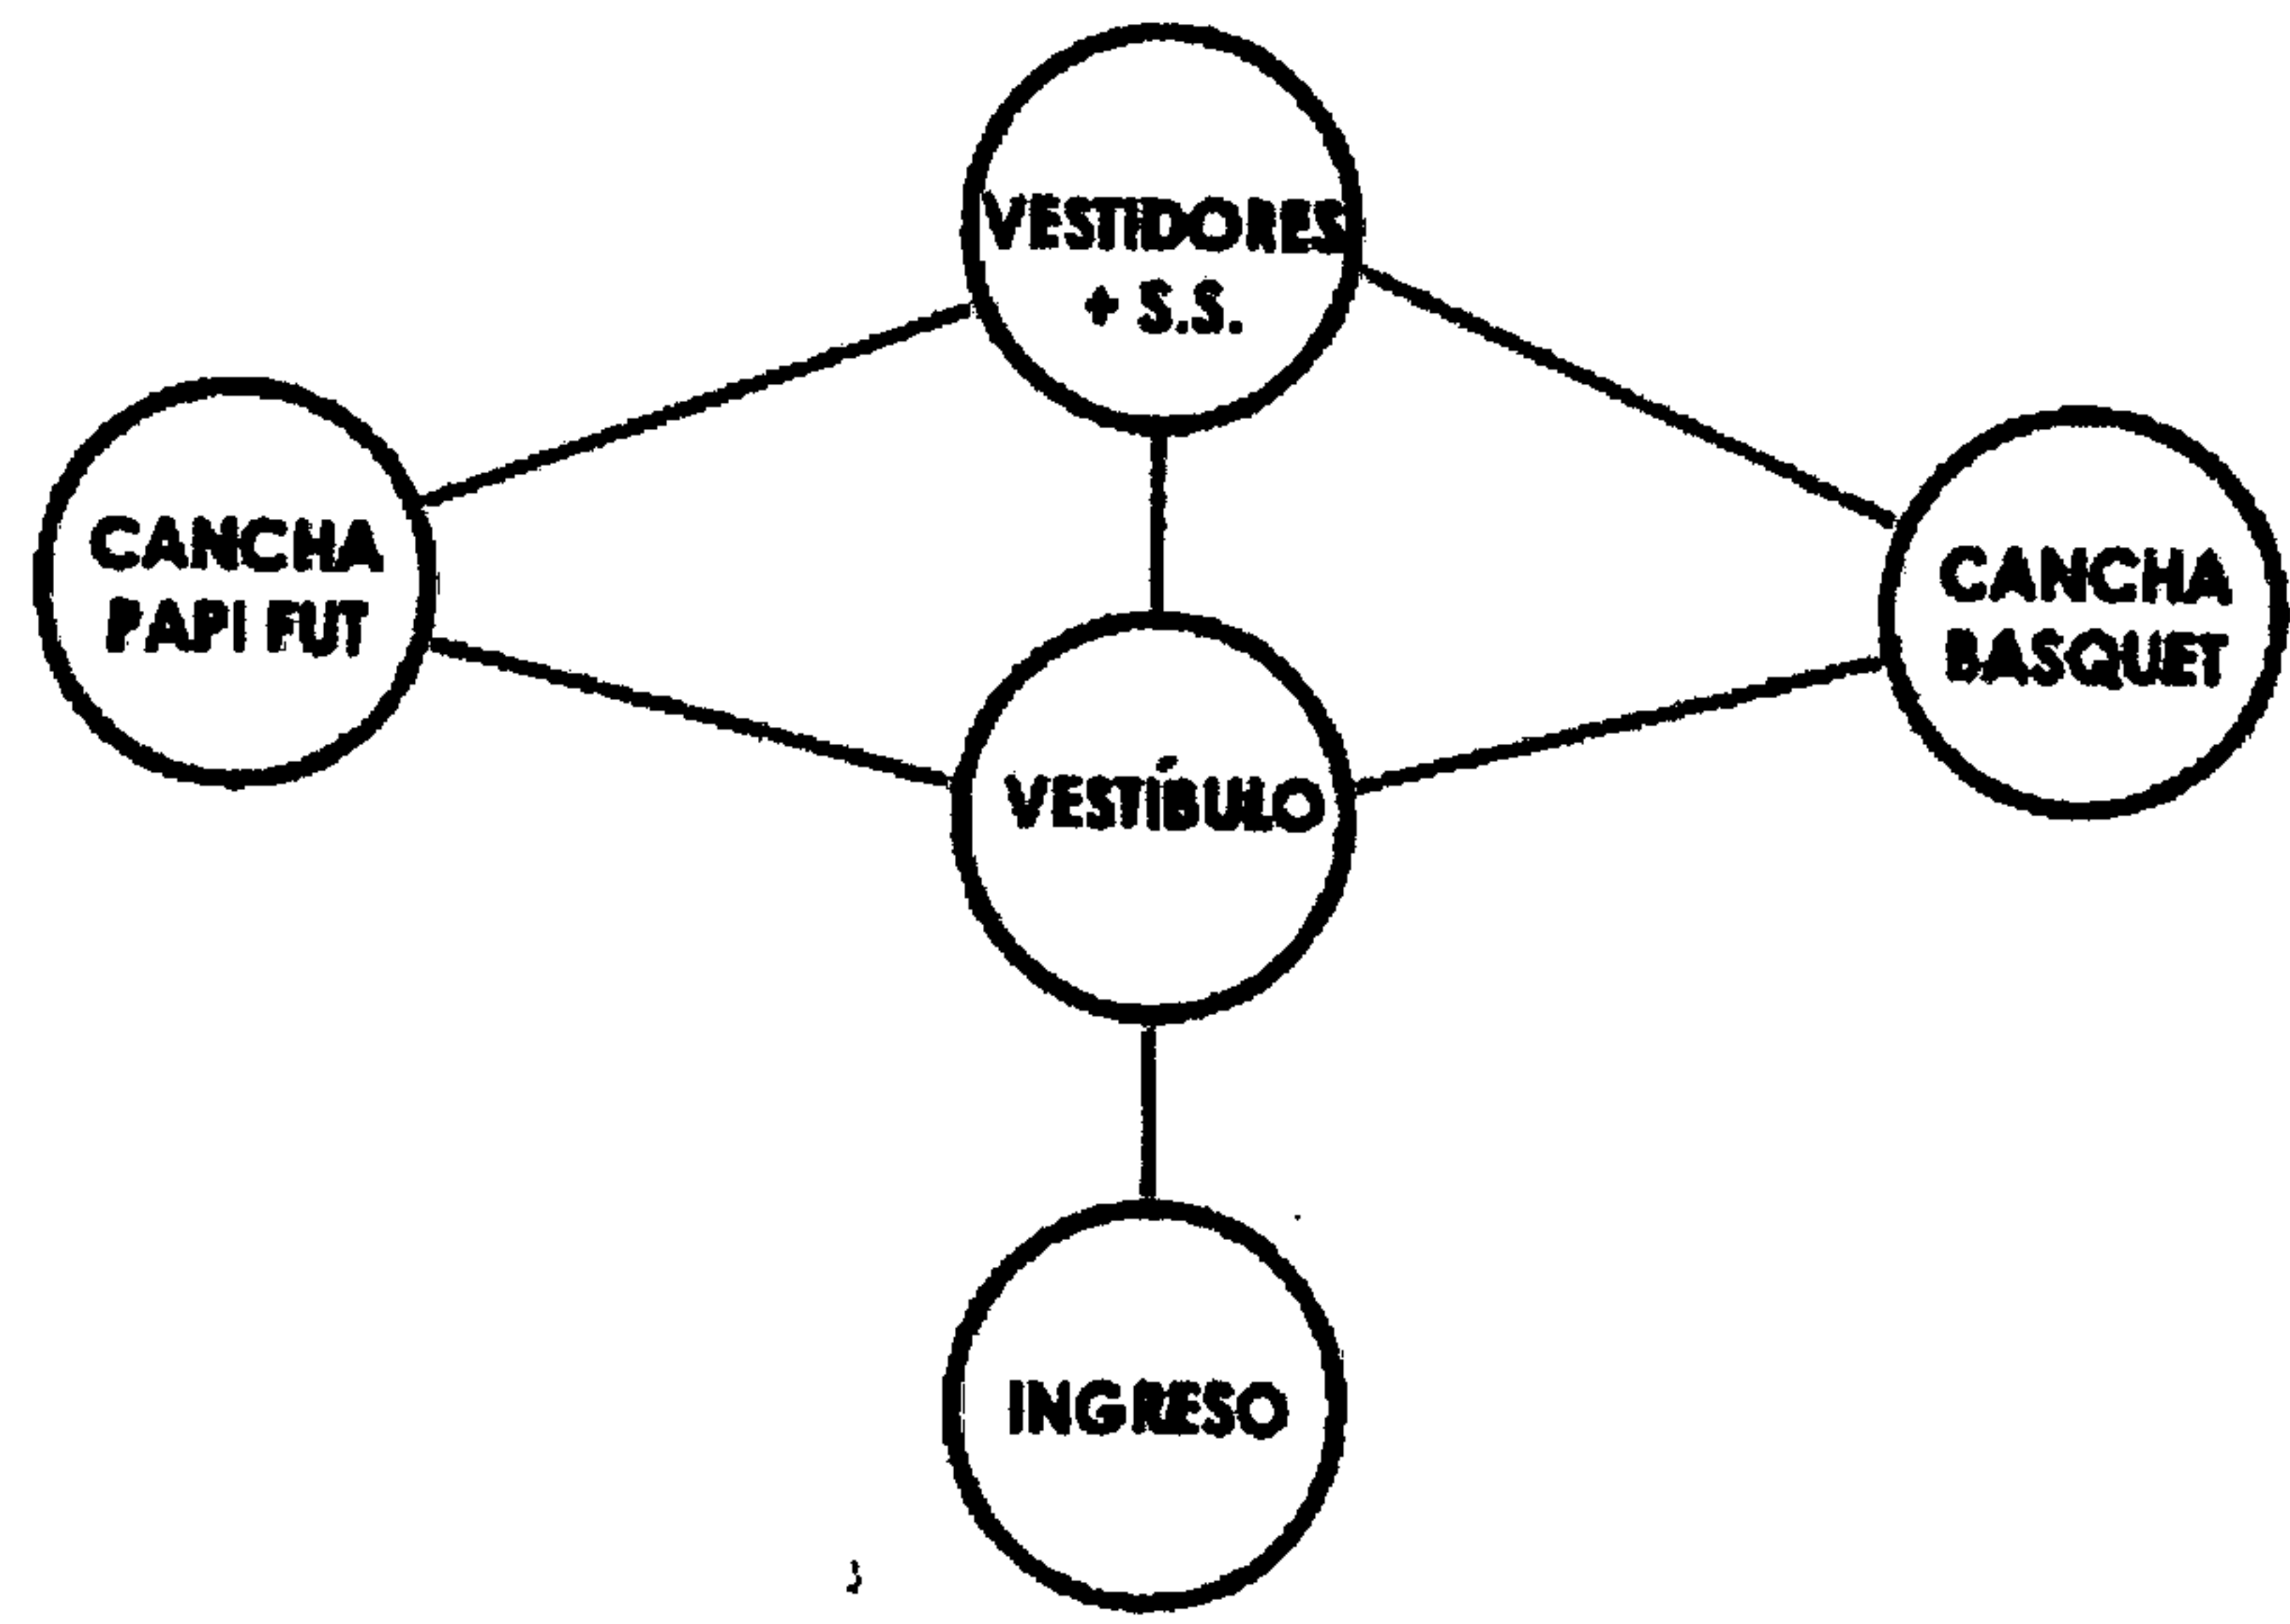 VESTIDORES
+ S.S.
CANCHA
PAPI FUT
CANCHA
BASQUET
VESTÍBULO
INGRESO